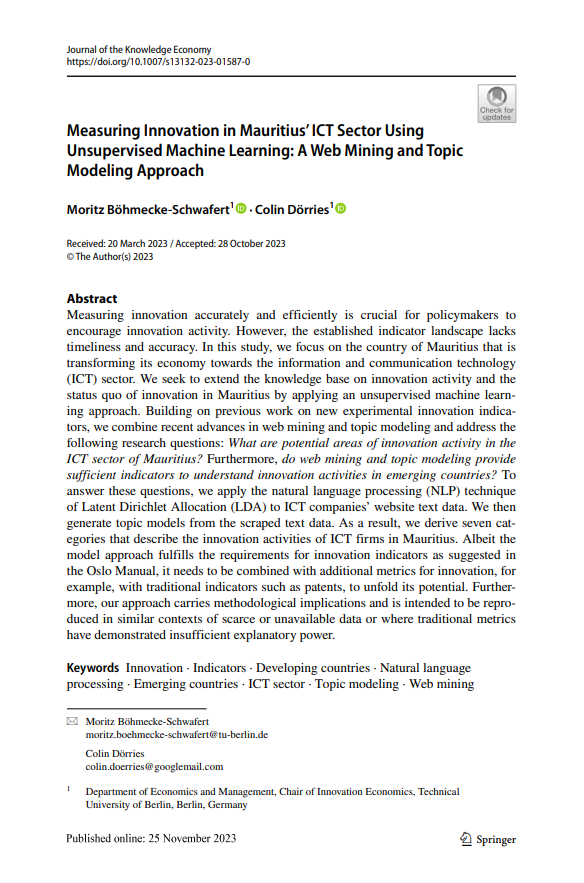 Journal of the Knowledge Economy
https://doi.org/10.1007/s13132-023-01587-0
Check for
updates
Measuring Innovation in Mauritius’ ICT Sector Using
Unsupervised Machine Learning: A Web Mining and Topic
Modeling Approach
Moritz Böhmecke-Schwafert1 iD · Colin Dörries1 iD
Received: 20 March 2023 / Accepted: 28 October 2023
© The Author(s) 2023
Abstract
Measuring innovation accurately and efficiently is crucial for policymakers to
encourage innovation activity. However, the established indicator landscape lacks
timeliness and accuracy. In this study, we focus on the country of Mauritius that is
transforming its economy towards the information and communication technology
(ICT) sector. We seek to extend the knowledge base on innovation activity and the
status quo of innovation in Mauritius by applying an unsupervised machine learn-
ing approach. Building on previous work on new experimental innovation indica-
tors, we combine recent advances in web mining and topic modeling and address the
following research questions: What are potential areas of innovation activity in the
ICT sector of Mauritius? Furthermore, do web mining and topic modeling provide
sufficient indicators to understand innovation activities in emerging countries? To
answer these questions, we apply the natural language processing (NLP) technique
of Latent Dirichlet Allocation (LDA) to ICT companies’ website text data. We then
generate topic models from the scraped text data. As a result, we derive seven cat-
egories that describe the innovation activities of ICT firms in Mauritius. Albeit the
model approach fulfills the requirements for innovation indicators as suggested in
the Oslo Manual, it needs to be combined with additional metrics for innovation, for
example, with traditional indicators such as patents, to unfold its potential. Further-
more, our approach carries methodological implications and is intended to be repro-
duced in similar contexts of scarce or unavailable data or where traditional metrics
have demonstrated insufficient explanatory power.
Keywords Innovation · Indicators · Developing countries · Natural language
processing · Emerging countries · ICT sector · Topic modeling · Web mining
Moritz Böhmecke-Schwafert
moritz.boehmecke-schwafert@tu-berlin.de
Colin Dörries
colin.doerries@googlemail.com
1 Department of Economics and Management, Chair of Innovation Economics, Technical
University of Berlin, Berlin, Germany
Published online: 25 November 2023
Springer